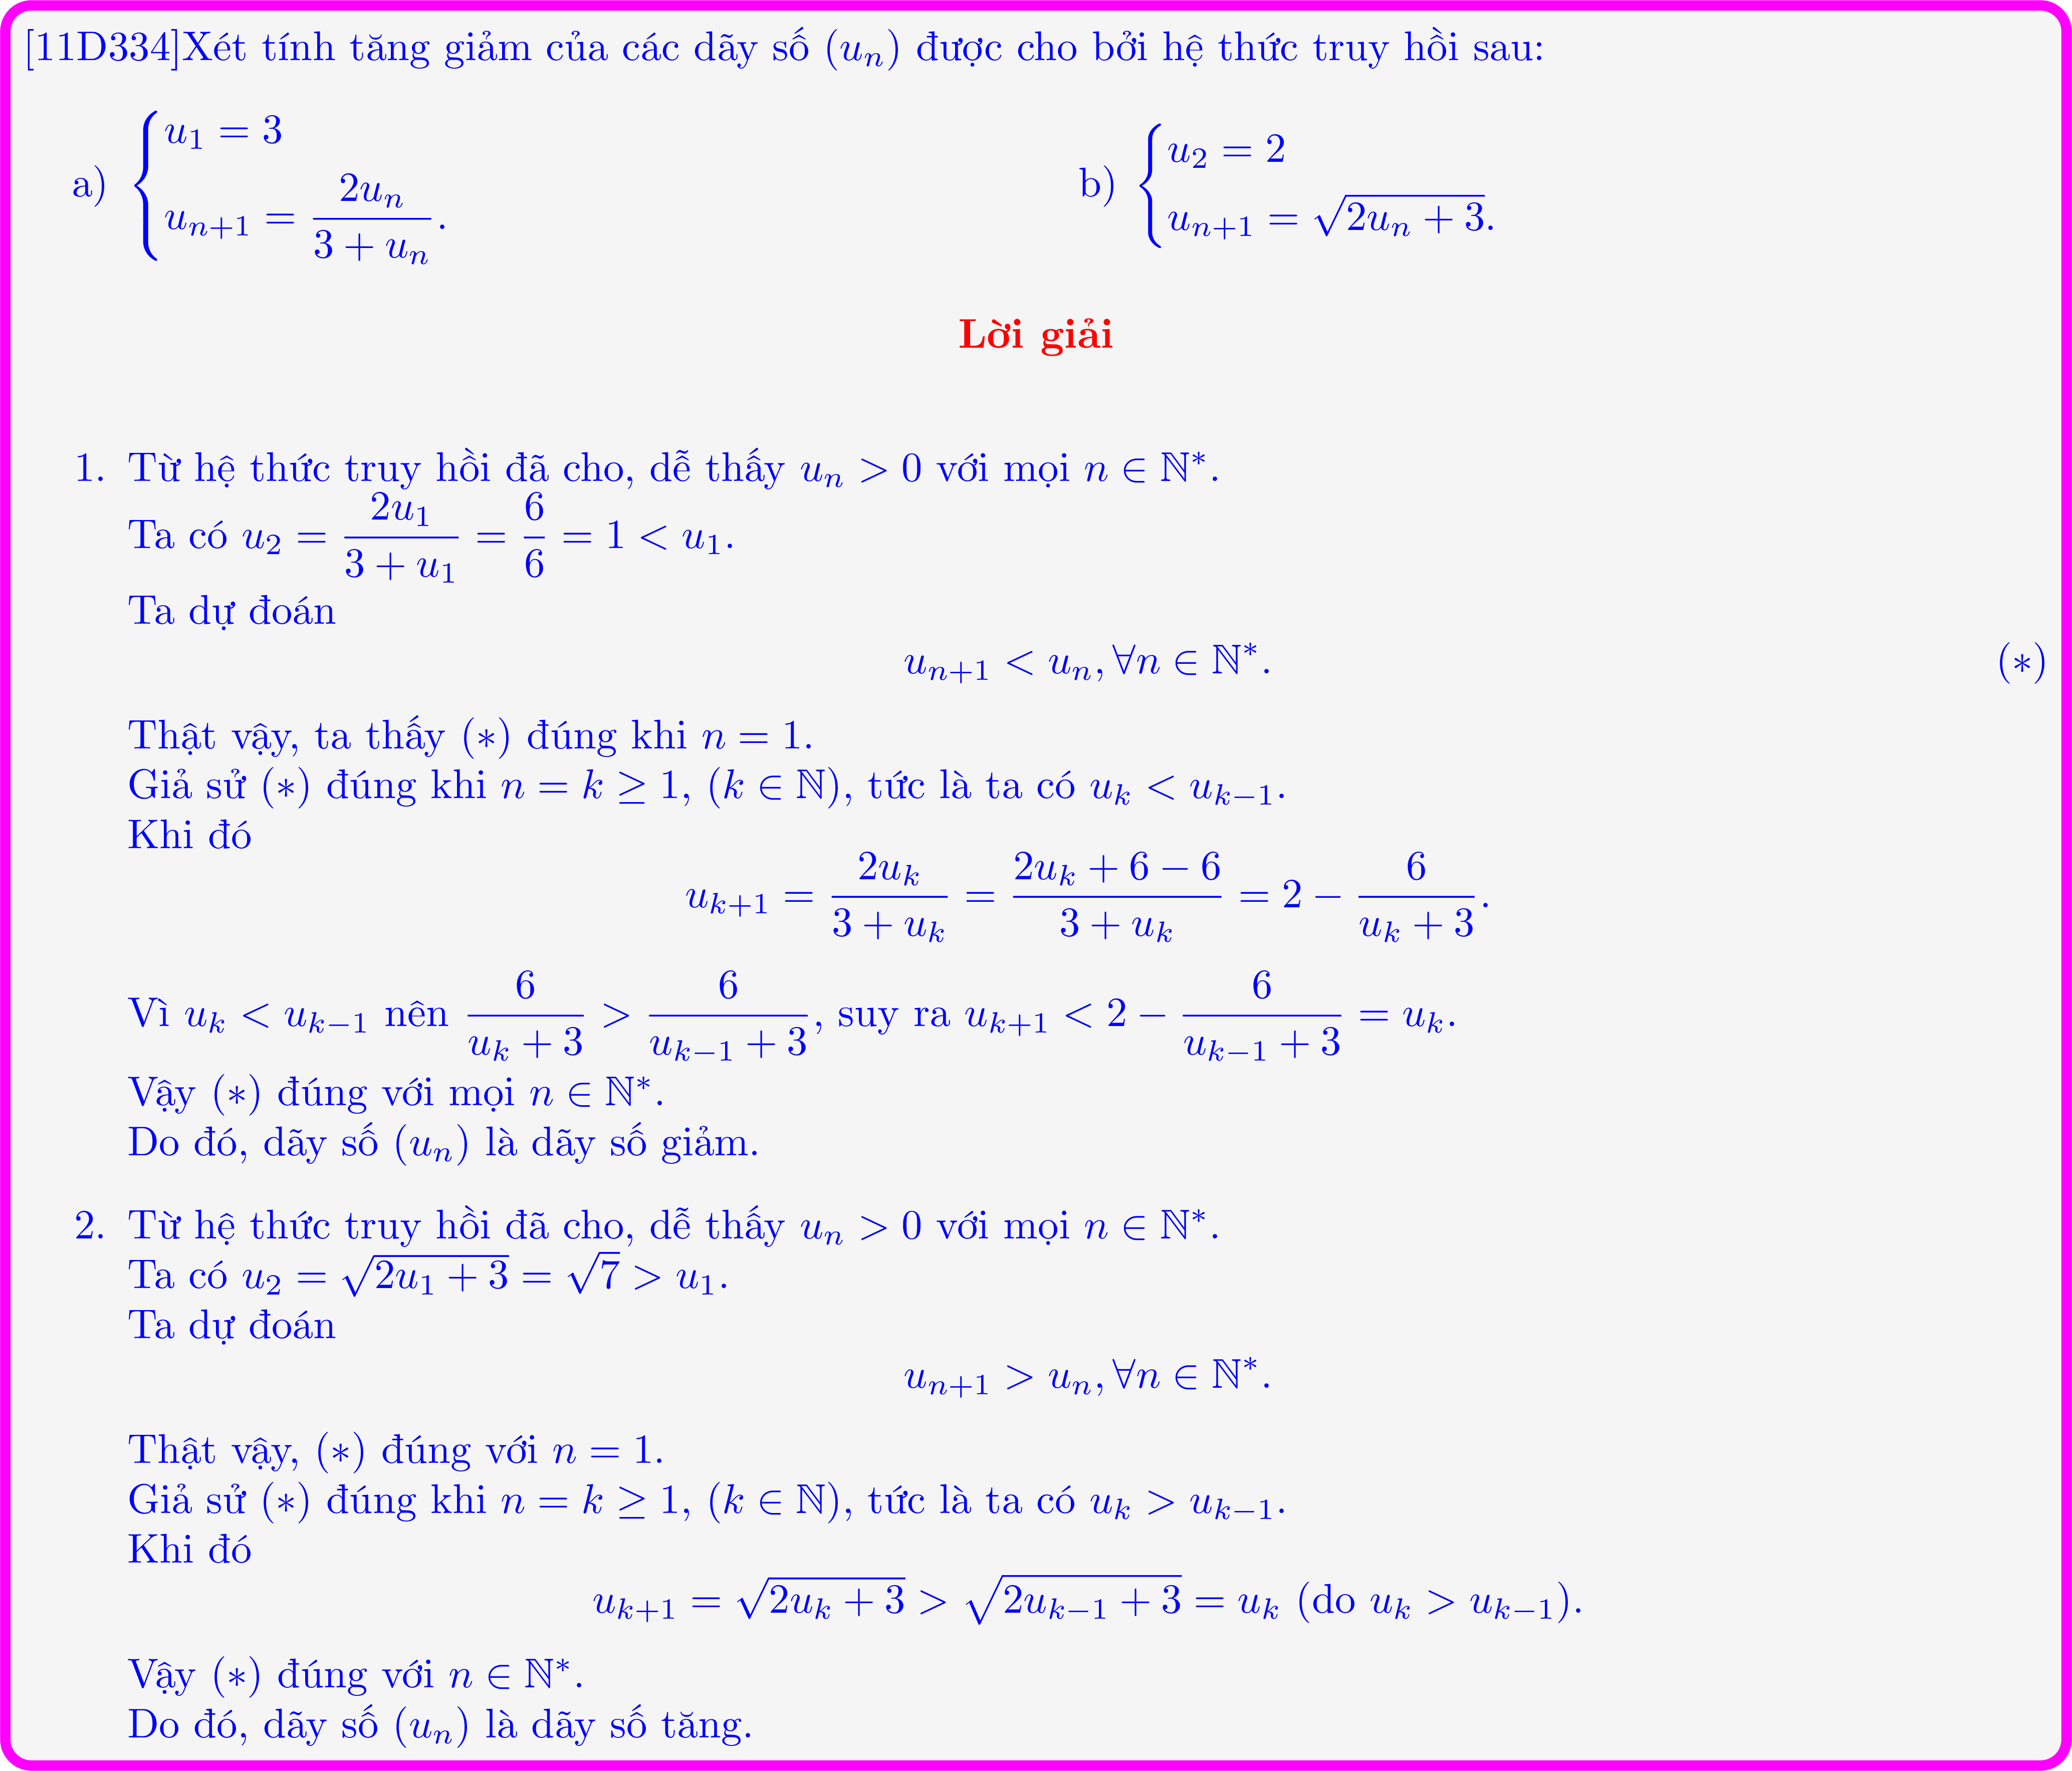 [11D334]Xét tính tăng giảm của các dãy số $(u_n)$ được cho bởi hệ thức truy hồi sau:
a) $\begin{cases} u_1 = 3 \\ u_{n+1} = \dfrac{2u_n}{3 + u_n}. \end{cases}$
b) $\begin{cases} u_2 = 2 \\ u_{n+1} = \sqrt{2u_n + 3}. \end{cases}$
Lời giải
1. Từ hệ thức truy hồi đã cho, dễ thấy $u_n > 0$ với mọi $n \in \mathbb{N}^*$.
Ta có $u_2 = \dfrac{2u_1}{3 + u_1} = \dfrac{6}{6} = 1 < u_1$.
Ta dự đoán
$u_{n+1} < u_n, \forall n \in \mathbb{N}^*.$ (∗)
Thật vậy, ta thấy (∗) đúng khi $n = 1$.
Giả sử (∗) đúng khi $n = k \geq 1$, $(k \in \mathbb{N})$, tức là ta có $u_k < u_{k-1}$.
Khi đó
$u_{k+1} = \dfrac{2u_k}{3 + u_k} = \dfrac{2u_k + 6 - 6}{3 + u_k} = 2 - \dfrac{6}{u_k + 3}.$
Vì $u_k < u_{k-1}$ nên $\dfrac{6}{u_k + 3} > \dfrac{6}{u_{k-1} + 3}$, suy ra $u_{k+1} < 2 - \dfrac{6}{u_{k-1} + 3} = u_k$.
Vậy (∗) đúng với mọi $n \in \mathbb{N}^*$.
Do đó, dãy số $(u_n)$ là dãy số giảm.
2. Từ hệ thức truy hồi đã cho, dễ thấy $u_n > 0$ với mọi $n \in \mathbb{N}^*$.
Ta có $u_2 = \sqrt{2u_1 + 3} = \sqrt{7} > u_1$.
Ta dự đoán
$u_{n+1} > u_n, \forall n \in \mathbb{N}^*.$
Thật vậy, (∗) đúng với $n = 1$.
Giả sử (∗) đúng khi $n = k \geq 1$, $(k \in \mathbb{N})$, tức là ta có $u_k > u_{k-1}$.
Khi đó
$u_{k+1} = \sqrt{2u_k + 3} > \sqrt{2u_{k-1} + 3} = u_k$ (do $u_k > u_{k-1}$).
Vậy (∗) đúng với $n \in \mathbb{N}^*$.
Do đó, dãy số $(u_n)$ là dãy số tăng.